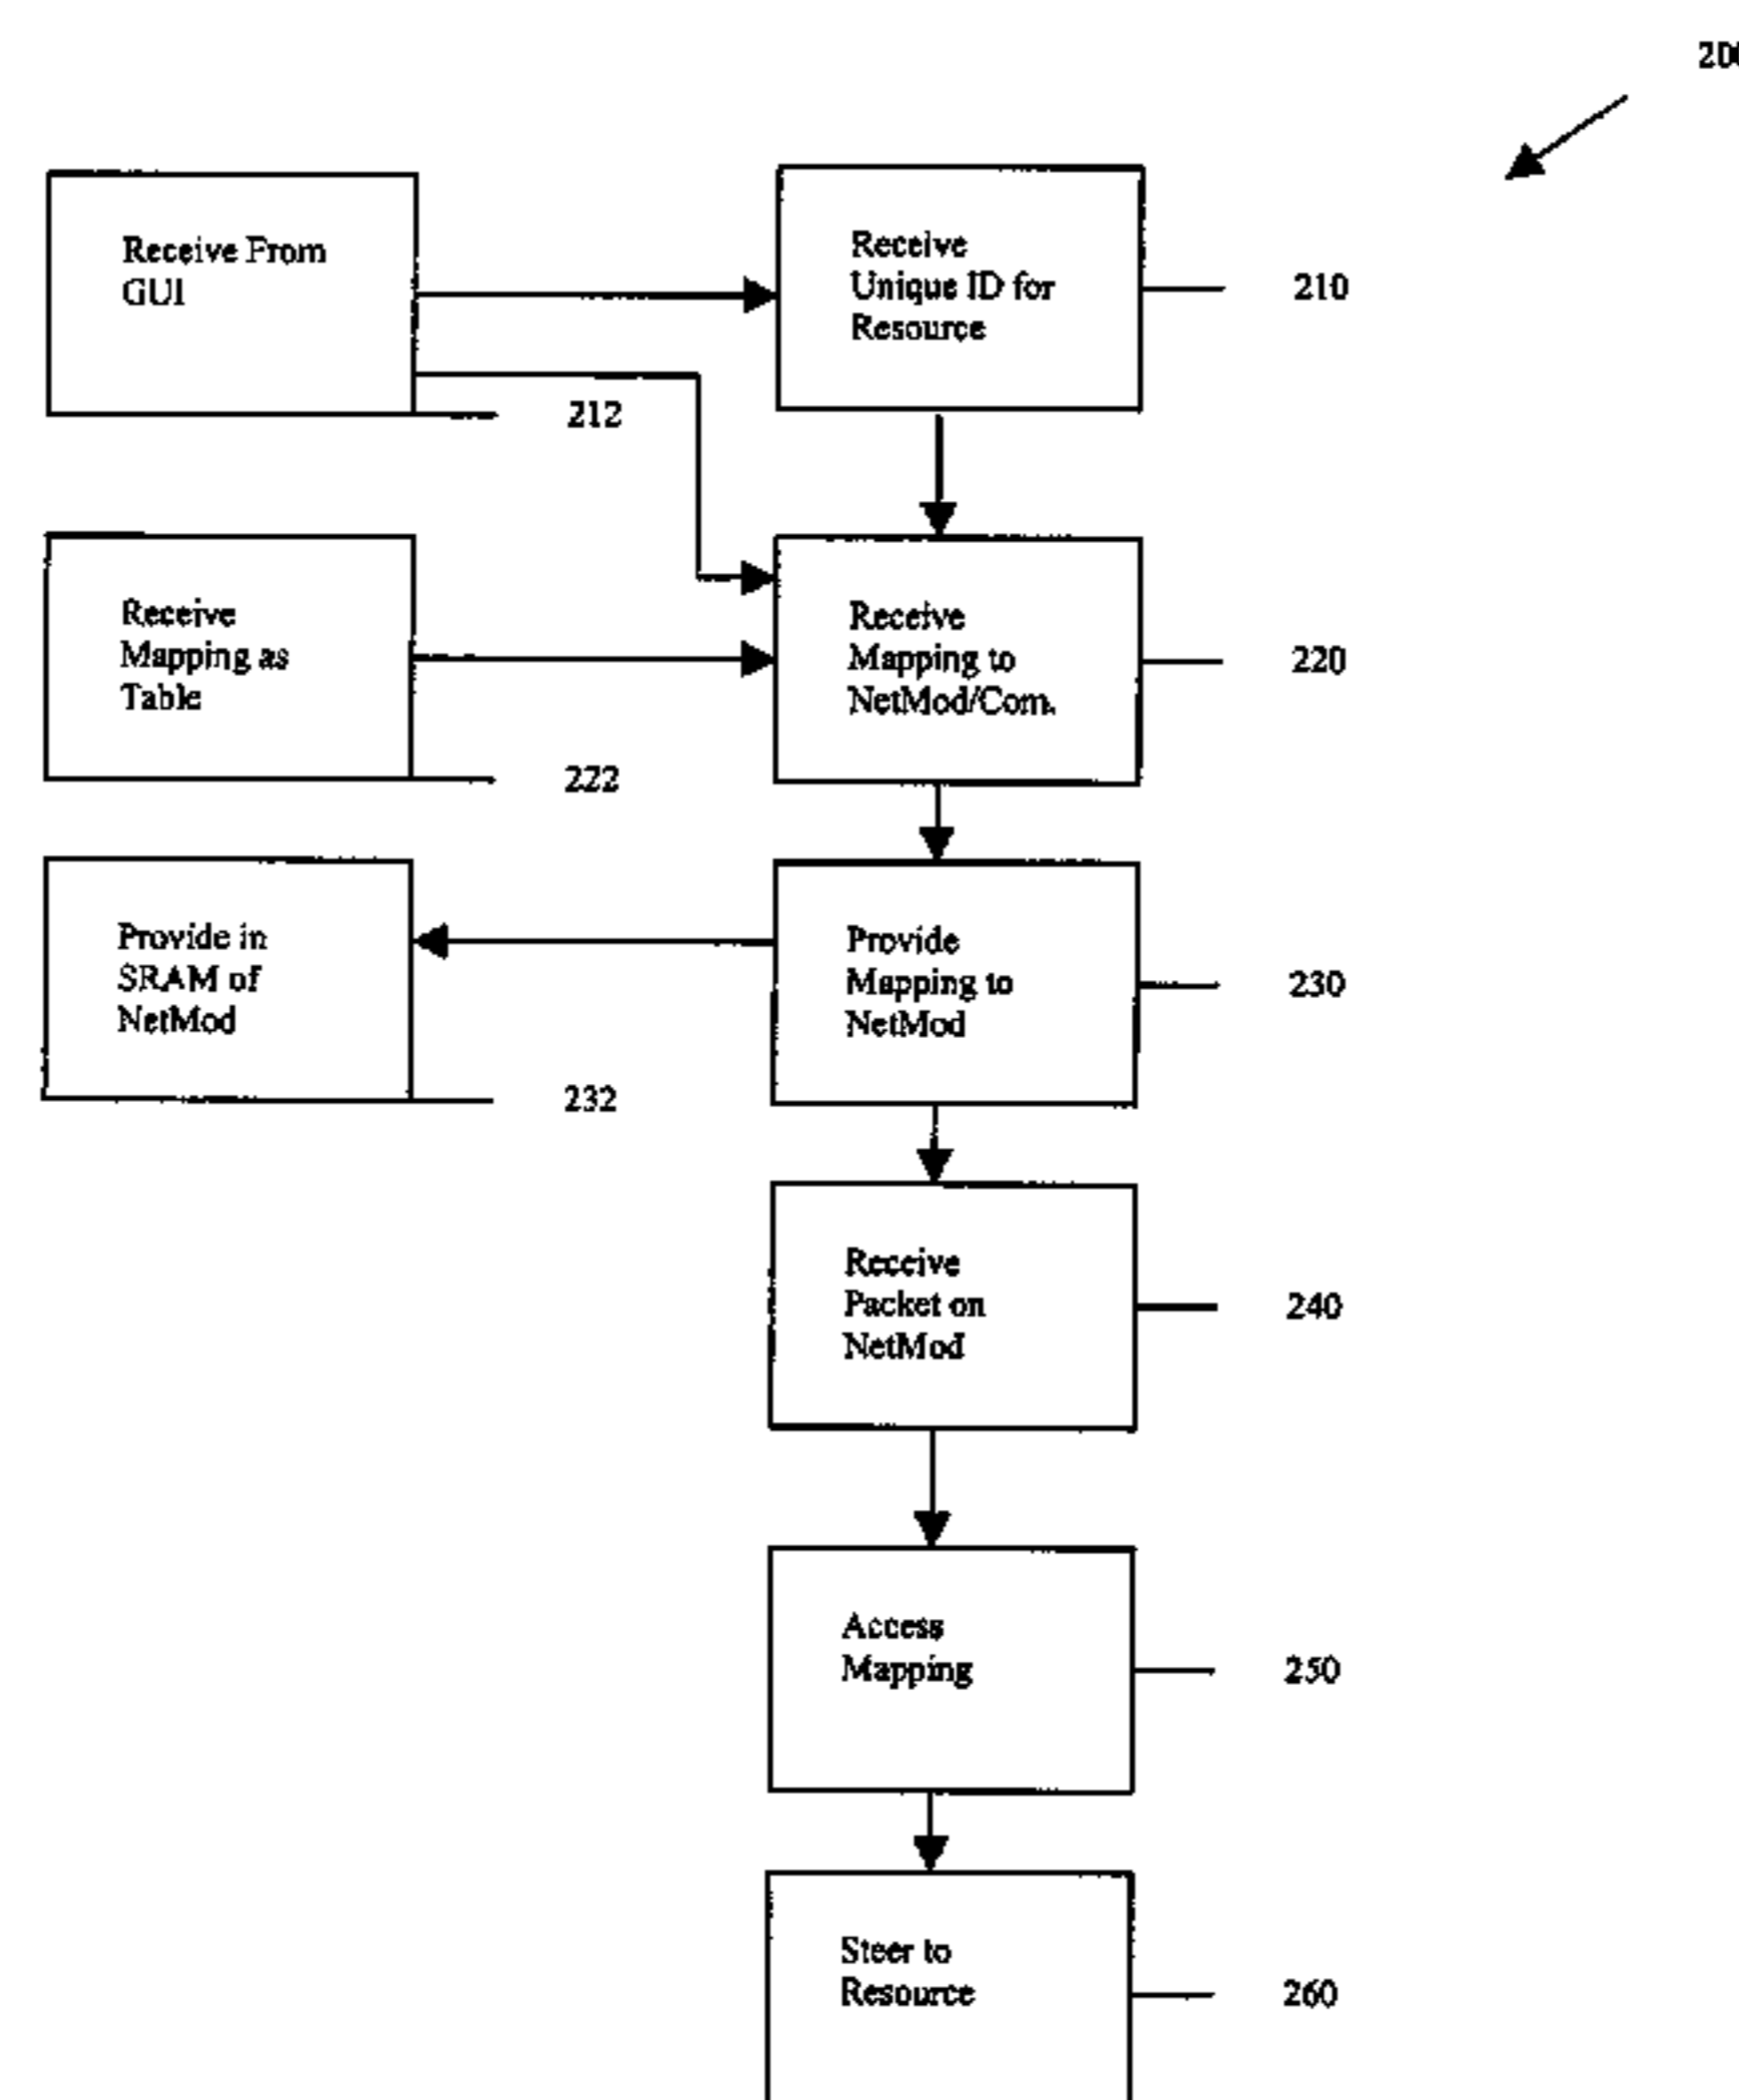 200
Receive From
GUI
212
Receive
Unique ID for
Resource
210
Receive
Mapping as
Table
222
Receive
Mapping to
NetMod/Com.
220
Provide in
SRAM of
NetMod
232
Provide
Mapping to
NetMod
230
Receive
Packet on
NetMod
240
Access
Mapping
250
Steer to
Resource
260